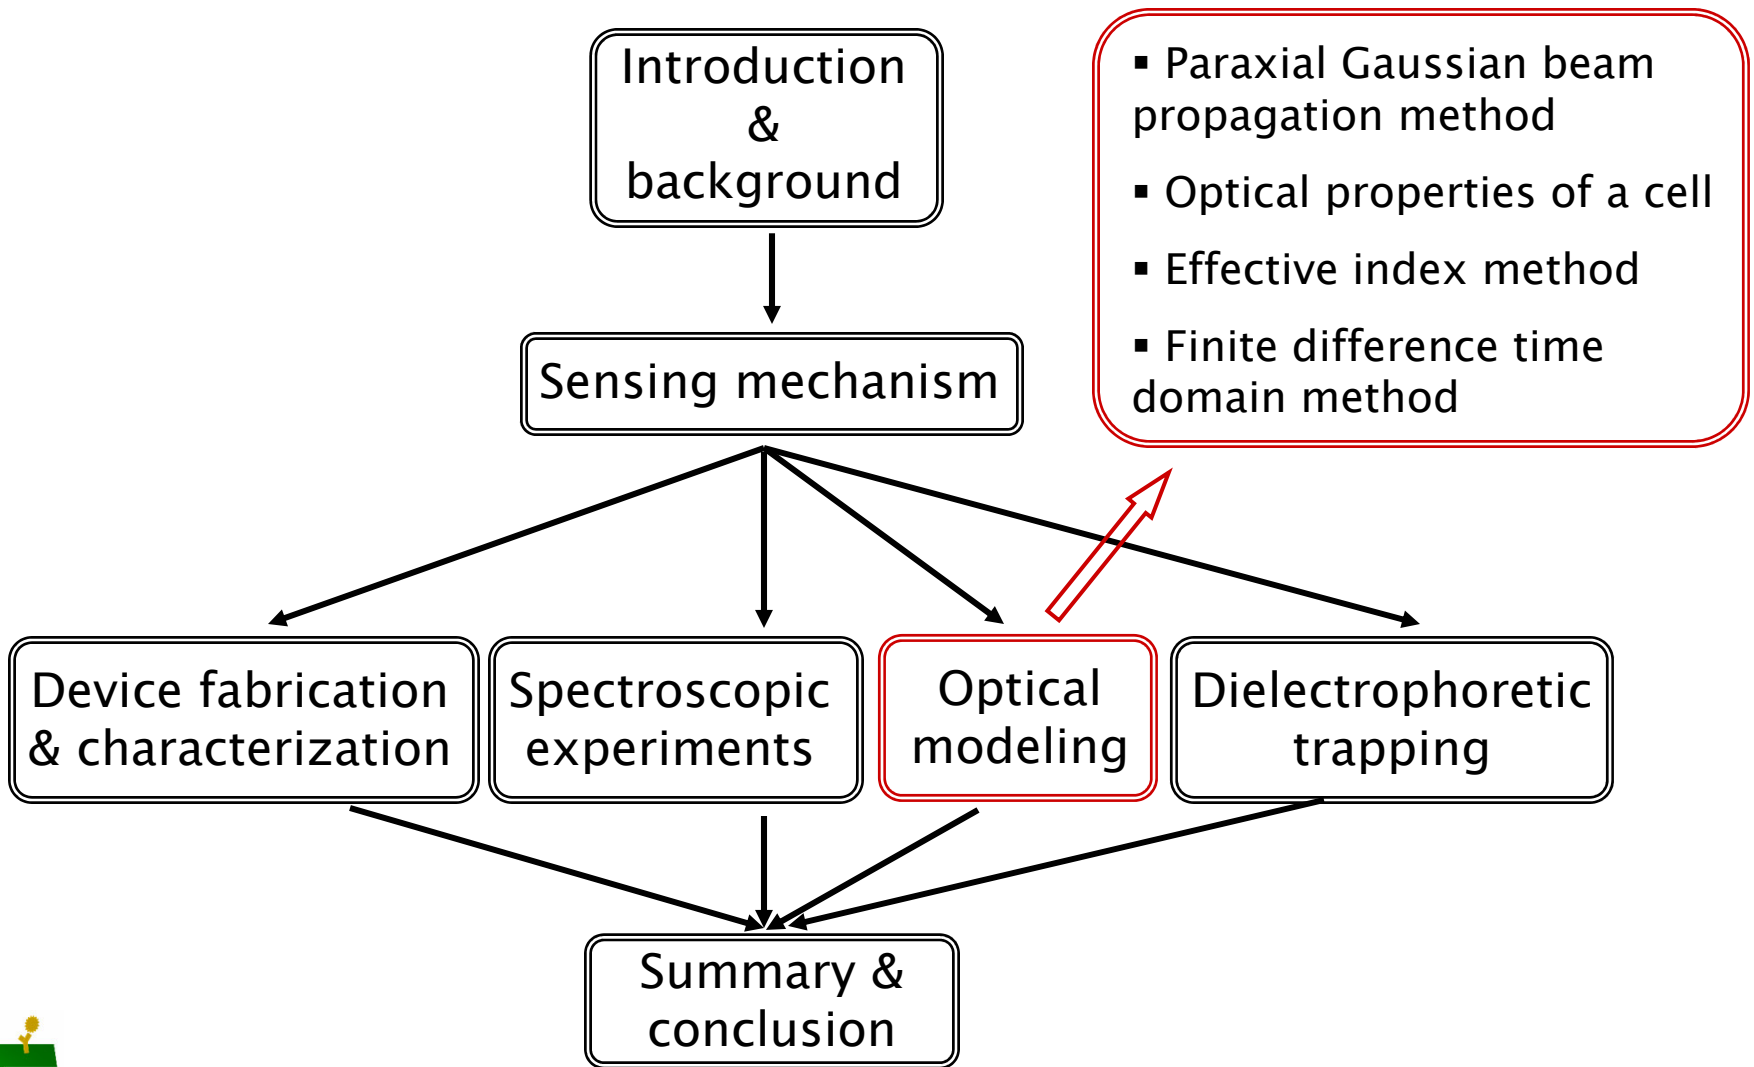 Introduction
&
background
▪ Paraxial Gaussian beam
propagation method
▪ Optical properties of a cell
▪ Effective index method
▪ Finite difference time
domain method
Sensing mechanism
Device fabrication
& characterization
Spectroscopic
experiments
Optical
modeling
Dielectrophoretic
trapping
Summary &
conclusion